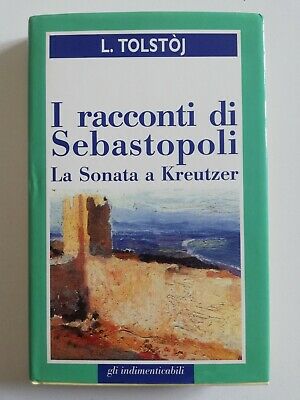 L. TOLSTÒJ
I racconti di
Sebastopoli
La Sonata a Kreutzer
gli indimenticabili